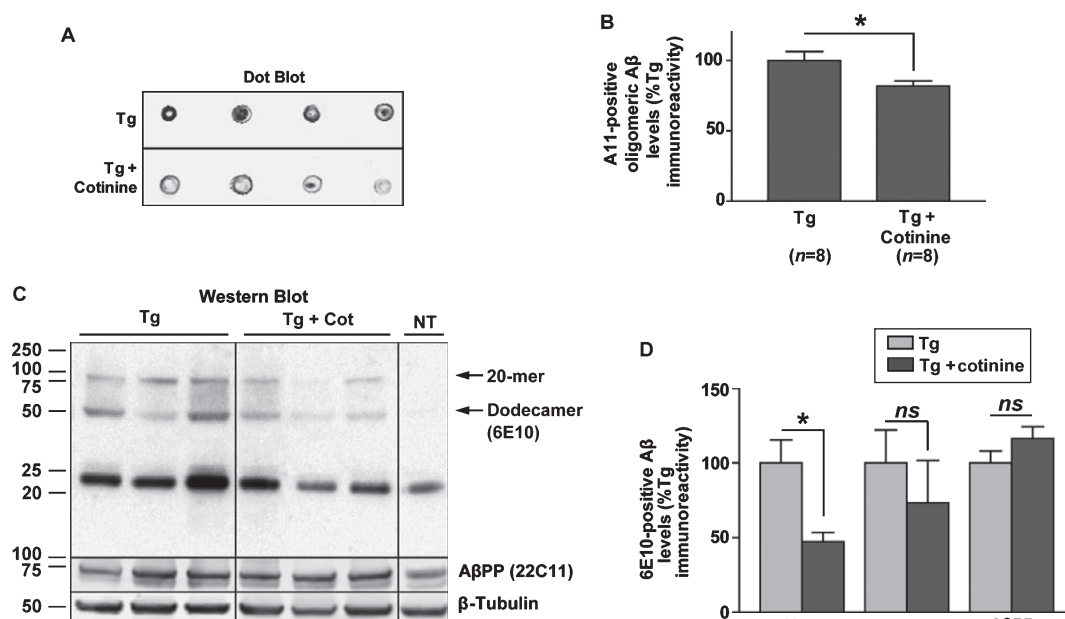 A
Dot Blot
Tg
Tg +
Cotinine
B
A11-positive
oligomeric Aβ
levels (%Tg
immunoreactivity)
100
50
0
*
Tg
(n=8)
Tg +
Cotinine
(n=8)
C
Western Blot
Tg
Tg + Cot
NT
250
100
75
50
25
20
100
75
50
20-mer
Dodecamer
(6E10)
AβPP (22C11)
β-Tubulin
D
Tg
Tg + cotinine
6E10-positive Aβ
levels (%Tg
immunoreactivity)
150
100
50
0
*
ns
ns